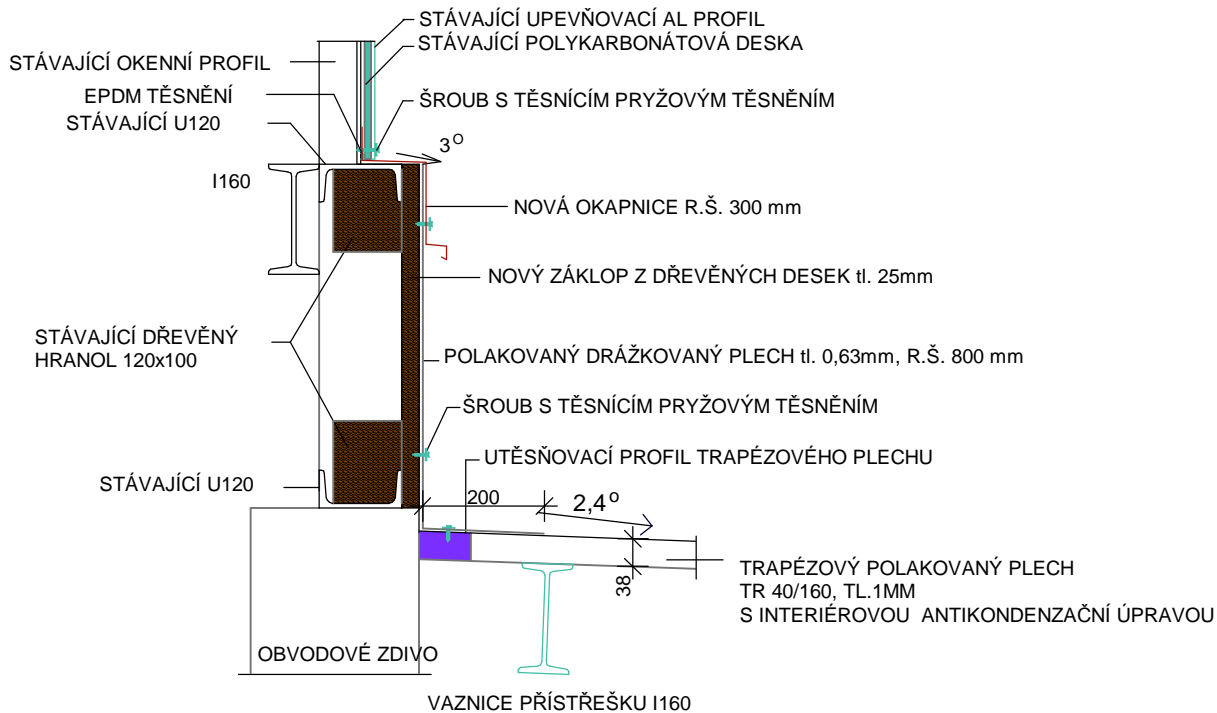 STÁVAJÍCÍ UPEVŇOVACÍ AL PROFIL
STÁVAJÍCÍ POLYKARBONÁTOVÁ DESKA
STÁVAJÍCÍ OKENNÍ PROFIL
EPDM TĚSNĚNÍ
ŠROUB S TĚSNÍCÍM PRYŽOVÝM TĚSNĚNÍM
STÁVAJÍCÍ U120
3°
I160
NOVÁ OKAPNICE R.Š. 300 mm
NOVÝ ZÁKLOP Z DŘEVĚNÝCH DESEK tl. 25mm
STÁVAJÍCÍ DŘEVĚNÝ
HRANOL 120x100
POLAKOVANÝ DRÁŽKOVANÝ PLECH tl. 0,63mm, R.Š. 800 mm
ŠROUB S TĚSNÍCÍM PRYŽOVÝM TĚSNĚNÍM
UTĚSŇOVACÍ PROFIL TRAPÉZOVÉHO PLECHU
STÁVAJÍCÍ U120
200
2,4°
38
TRAPÉZOVÝ POLAKOVANÝ PLECH
TR 40/160, TL.1MM
S INTERIÉROVOU ANTIKONDENZAČNÍ ÚPRAVOU
OBVODOVÉ ZDIVO
VAZNICE PŘÍSTŘEŠKU I160